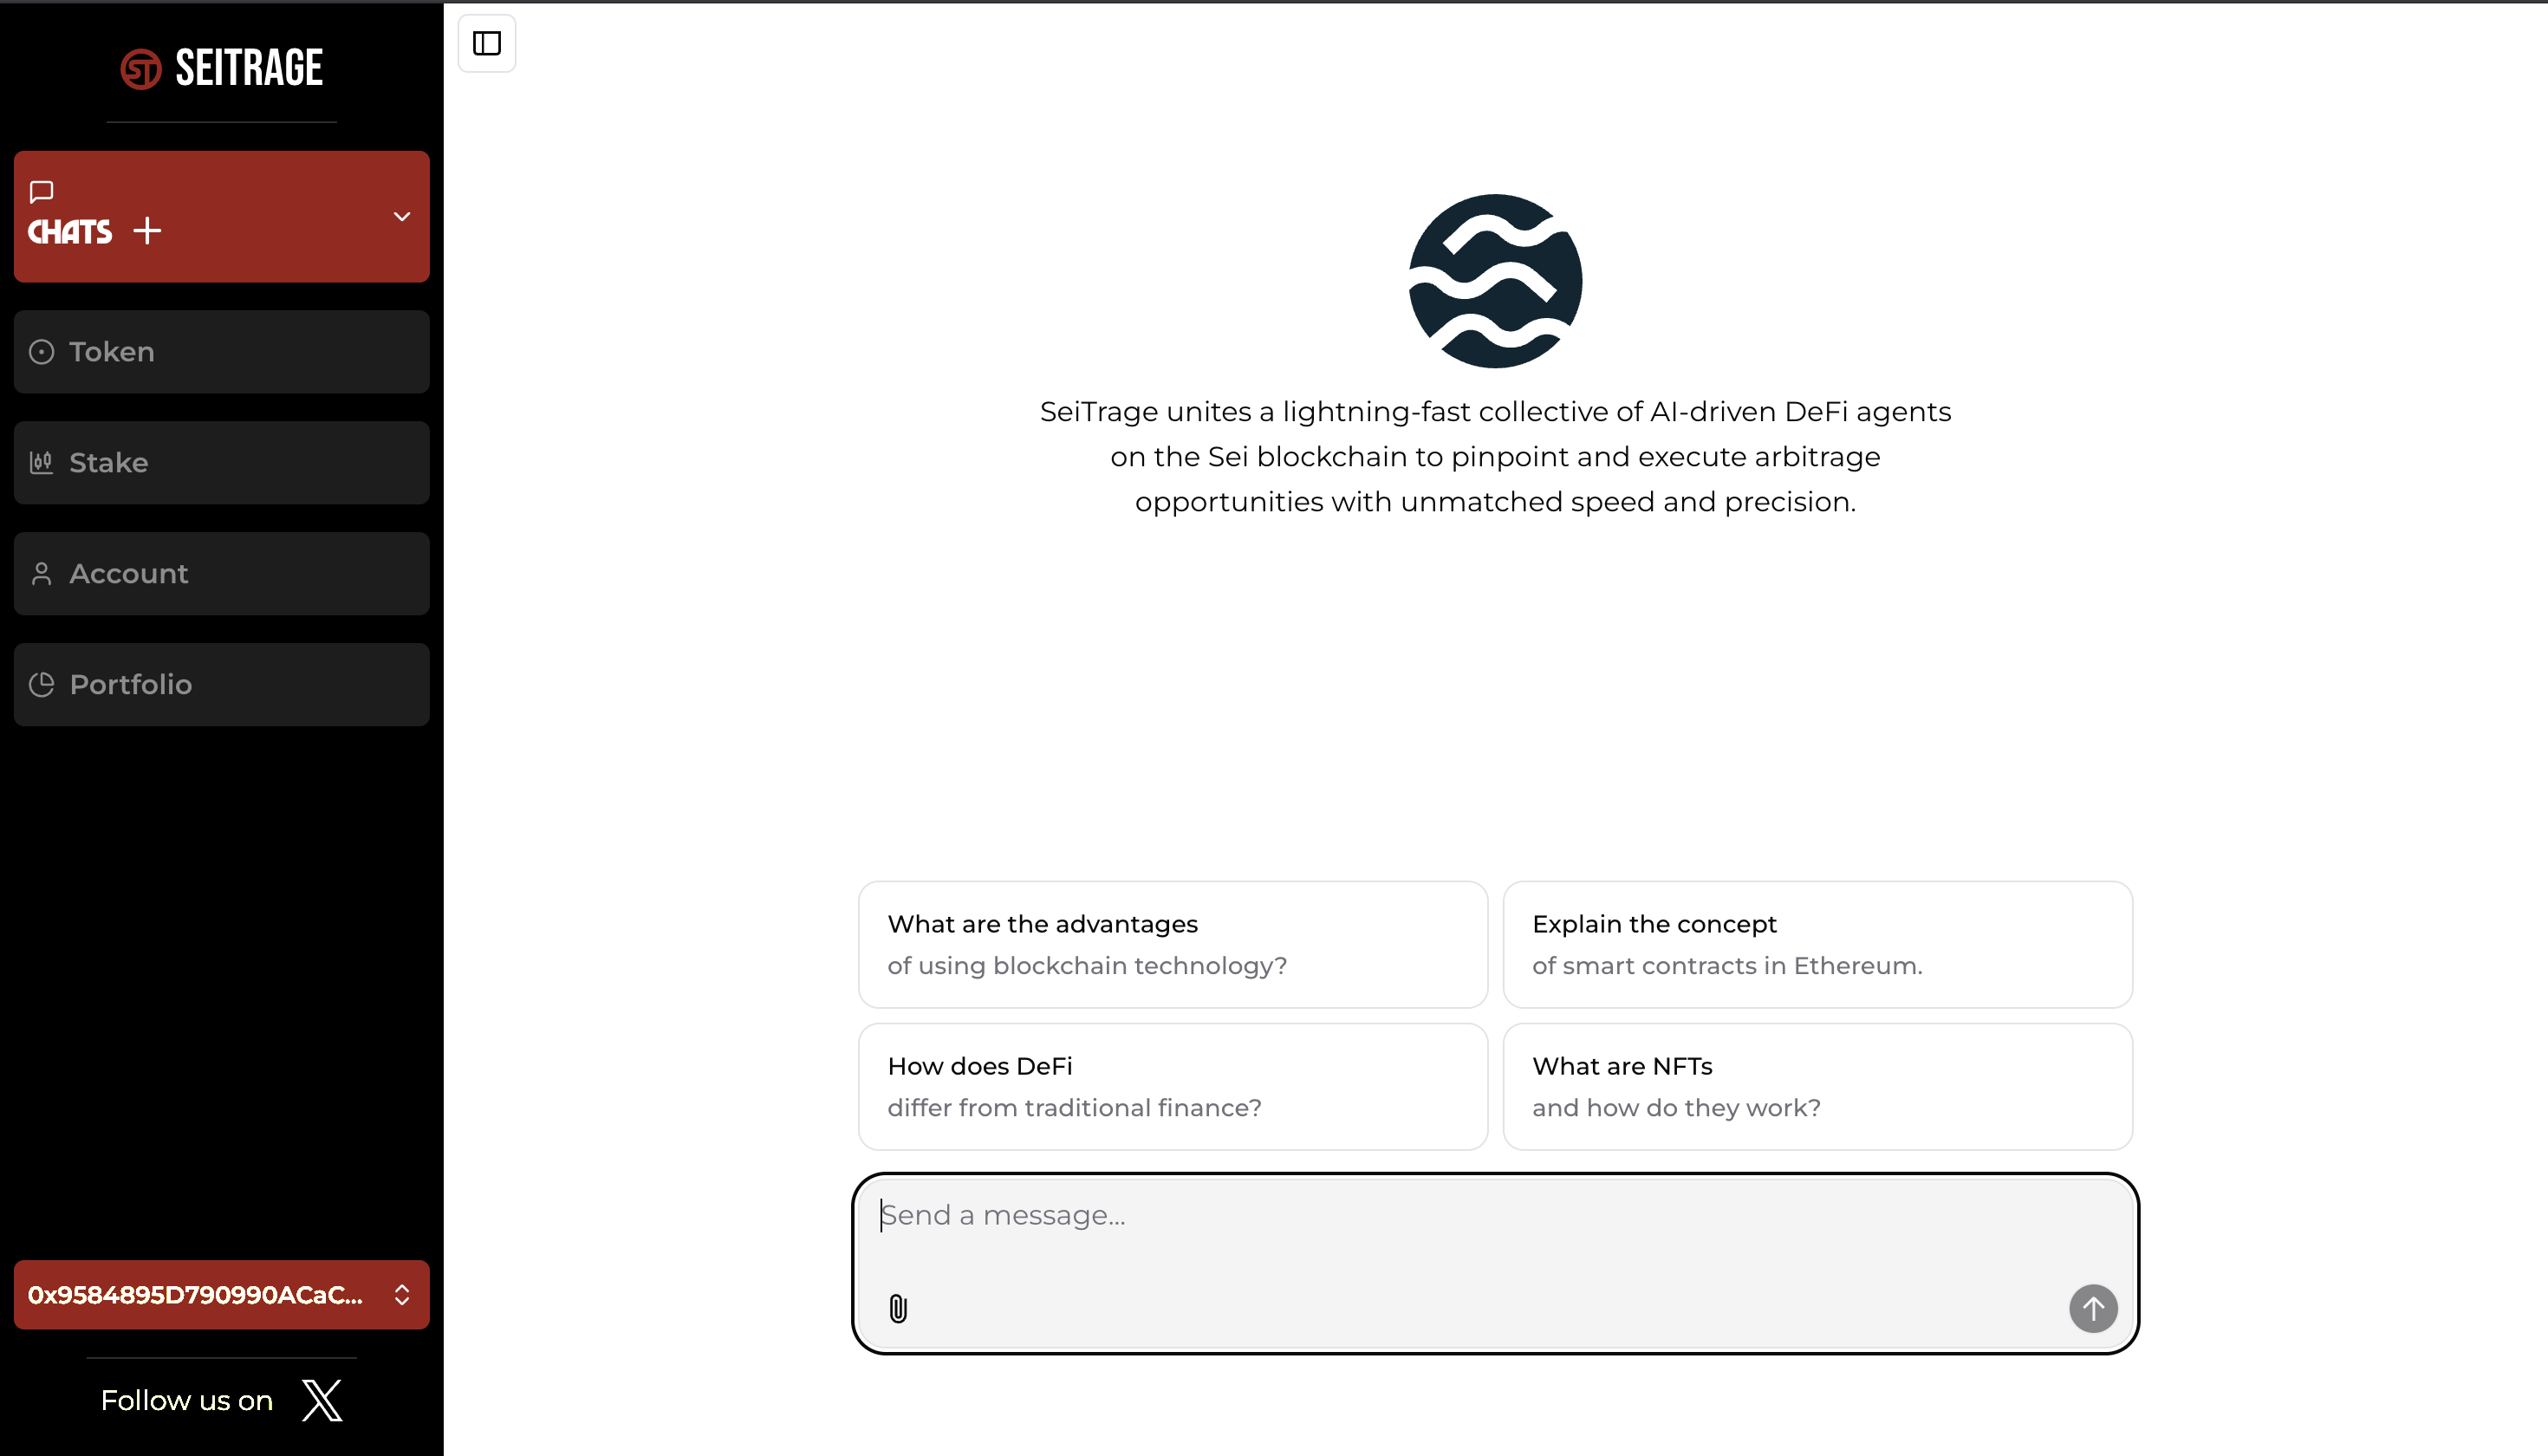 ST SEITRAGE
CHATS
Token
Stake
Account
Portfolio
0x9584895D790990ACaC...
Follow us on X
SeiTrage unites a lightning-fast collective of AI-driven DeFi agents
on the Sei blockchain to pinpoint and execute arbitrage
opportunities with unmatched speed and precision.
What are the advantages
of using blockchain technology?
Explain the concept
of smart contracts in Ethereum.
How does DeFi
differ from traditional finance?
What are NFTs
and how do they work?
Send a message...